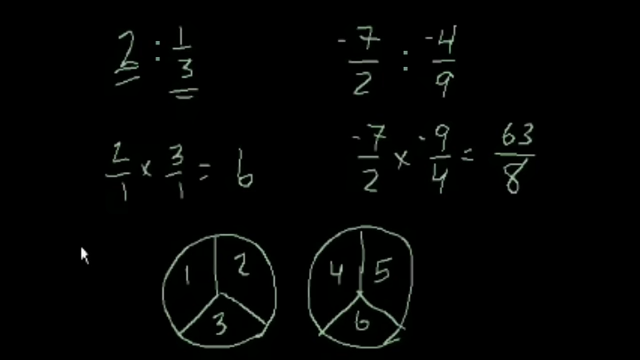 2 : 1/3
2/1 x 3/1 = 6
-7/2 : -4/9
-7/2 x -9/4 = 63/8
1 2 3
4 5 6